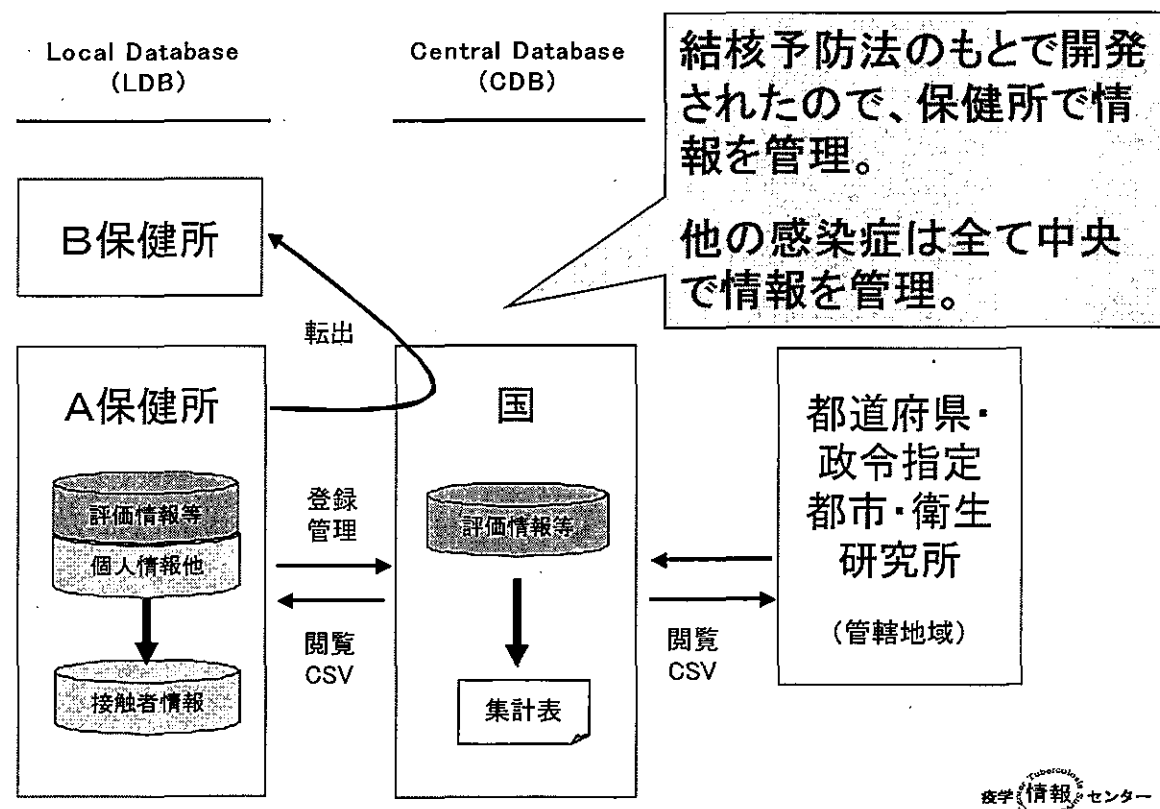 Local Database
(LDB)
Central Database
(CDB)
結核予防法のもとで開発
されたので、保健所で情
報を管理。
他の感染症は全て中央
で情報を管理。
B保健所
転出
A保健所
評価情報等
個人情報他
接触者情報
登録
管理
閲覧
CSV
国
評価情報等
集計表
閲覧
CSV
都道府県・
政令指定
都市・衛生
研究所
(管轄地域)
Tuberculosis
疫学情報センター